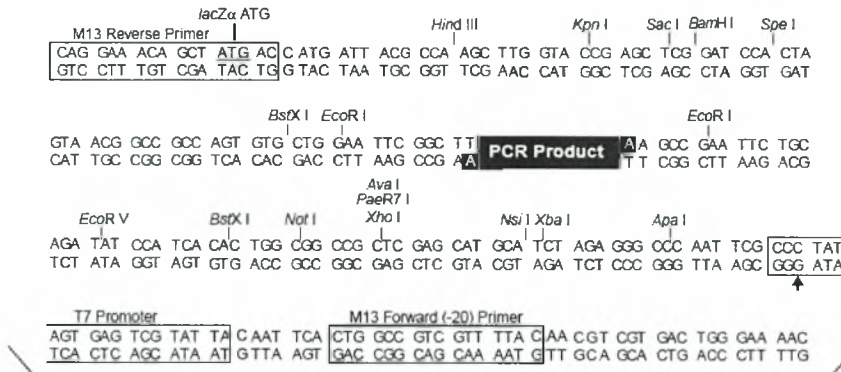 lacZα ATG
M13 Reverse Primer
Hind III Kpn I Sac I BamH I Spe I
CAG GAA ACA GCT ATG AC C ATG ATT ACG CCA AGC TTG GTA CCG AGC TCG GAT CCA CTA
GTC CTT TGT CGA TAC TG G TAC TAA TGC GGT TCG AAC CAT GGC TCG AGC CTA GGT GAT
BstX I EcoR I EcoR I
GTA ACG GCC GCC AGT GTG CTG GAA TTC GGC TT PCR Product A A GCC GAA TTC TGC
CAT TGC CGG CGG TCA CAC GAC CTT AAG CCG A A T T CGG CTT AAG ACG
Ava I
PaeR7 I
EcoR V BstX I Not I Xho I Nsi I Xba I Apa I
AGA TAT CCA TCA CAC TGG CGG CCG CTC GAG CAT GCA TCT AGA GGG CCC AAT TCG CCC TAT
TCT ATA GGT AGT GTG ACC GCC GGC GAG CTC GTA CGT AGA TCT CCC GGG TTA AGC GGG ATA
T7 Promoter M13 Forward (-20) Primer
AGT GAG TCG TAT TA C AAT TCA CTG GCC GTC GTT TTA C AA CGT CGT GAC TGG GAA AAC
TCA CTC AGC ATA AT G TTA AGT GAC CGG CAG CAA AAT G TT GCA GCA CTG ACC CTT TTG